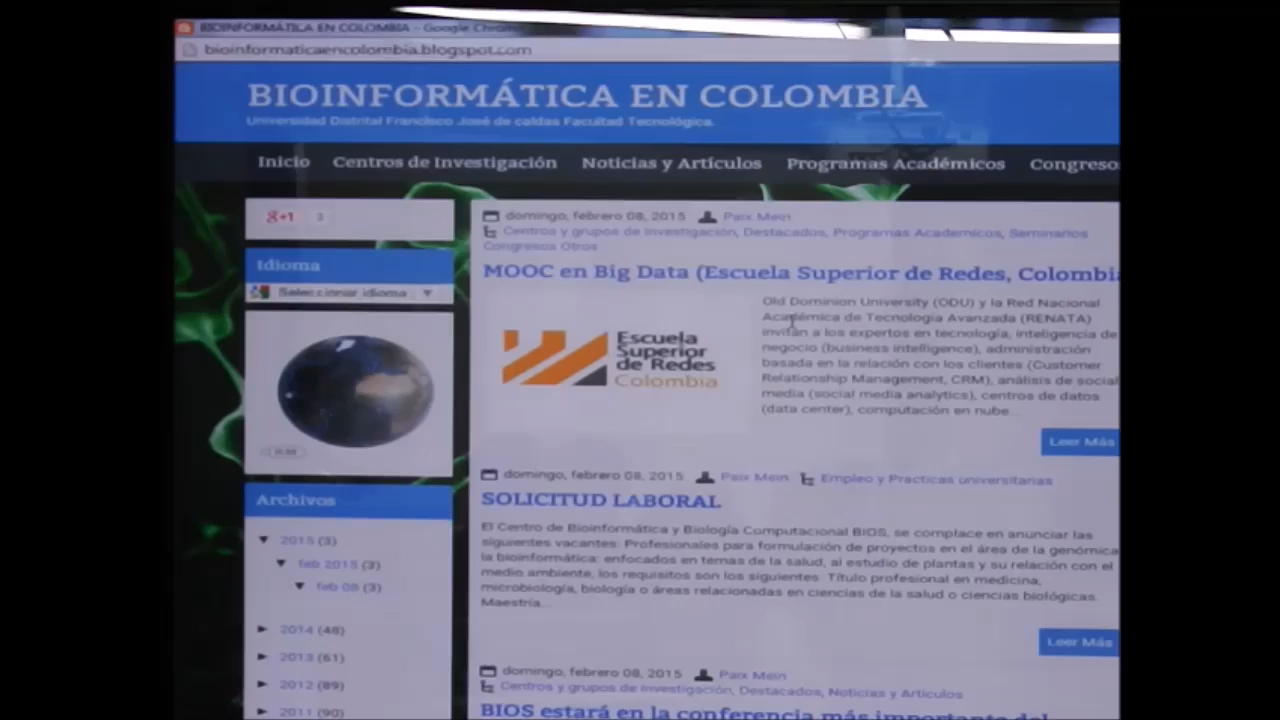 BIOINFORMÁTICA EN COLOMBIA - Google Chrom
bioinformaticaencolombia.blogspot.com
BIOINFORMÁTICA EN COLOMBIA
Universidad Distrital Francisco José de caldas Facultad Tecnológica.
Inicio Centros de Investigación Noticias y Artículos Programas Académicos Congreso
g+1 3
Idioma
Seleccionar idioma
Archivos
2015 (3)
feb 2015 (3)
feb 08 (3)
2014 (48)
2013 (61)
2012 (89)
2011 (90)
domingo, febrero 08, 2015 Paix Mein
Centros y grupos de Investigación, Destacados, Programas Academicos, Seminarios
Congresos Otros
MOOC en Big Data (Escuela Superior de Redes, Colombia
Escuela
Superior
de Redes
Colombia
Old Dominion University (ODU) y la Red Nacional
Académica de Tecnología Avanzada (RENATA)
invitan a los expertos en tecnología, inteligencia de
negocio (business intelligence), administración
basada en la relación con los clientes (Customer
Relationship Management, CRM), análisis de social
media (social media analytics), centros de datos
(data center), computación en nube...
Leer Más
domingo, febrero 08, 2015 Paix Mein Empleo y Practicas universitarias
SOLICITUD LABORAL
El Centro de Bioinformática y Biología Computacional BIOS, se complace en anunciar las
siguientes vacantes: Profesionales para formulación de proyectos en el área de la genómica
la bioinformática: enfocados en temas de la salud, al estudio de plantas y su relación con el
medio ambiente, los requisitos son los siguientes: Título profesional en medicina,
microbiología, biología o áreas relacionadas en ciencias de la salud o ciencias biológicas.
Maestría...
Leer Más
domingo, febrero 08, 2015 Paix Mein
Centros y grupos de Investigación, Destacados, Noticias y Articulos
BIOS estará en la conferencia más importante del